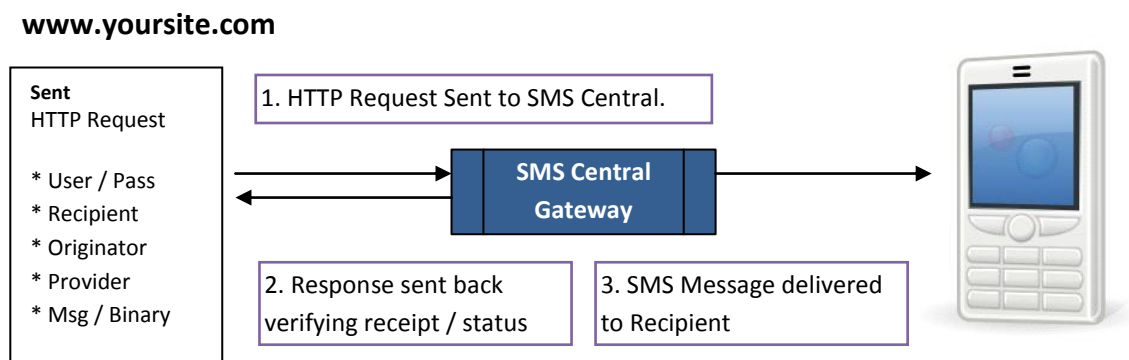 www.yoursite.com
Sent
HTTP Request
* User / Pass
* Recipient
* Originator
* Provider
* Msg / Binary
1. HTTP Request Sent to SMS Central.
SMS Central
Gateway
2. Response sent back
verifying receipt / status
3. SMS Message delivered
to Recipient